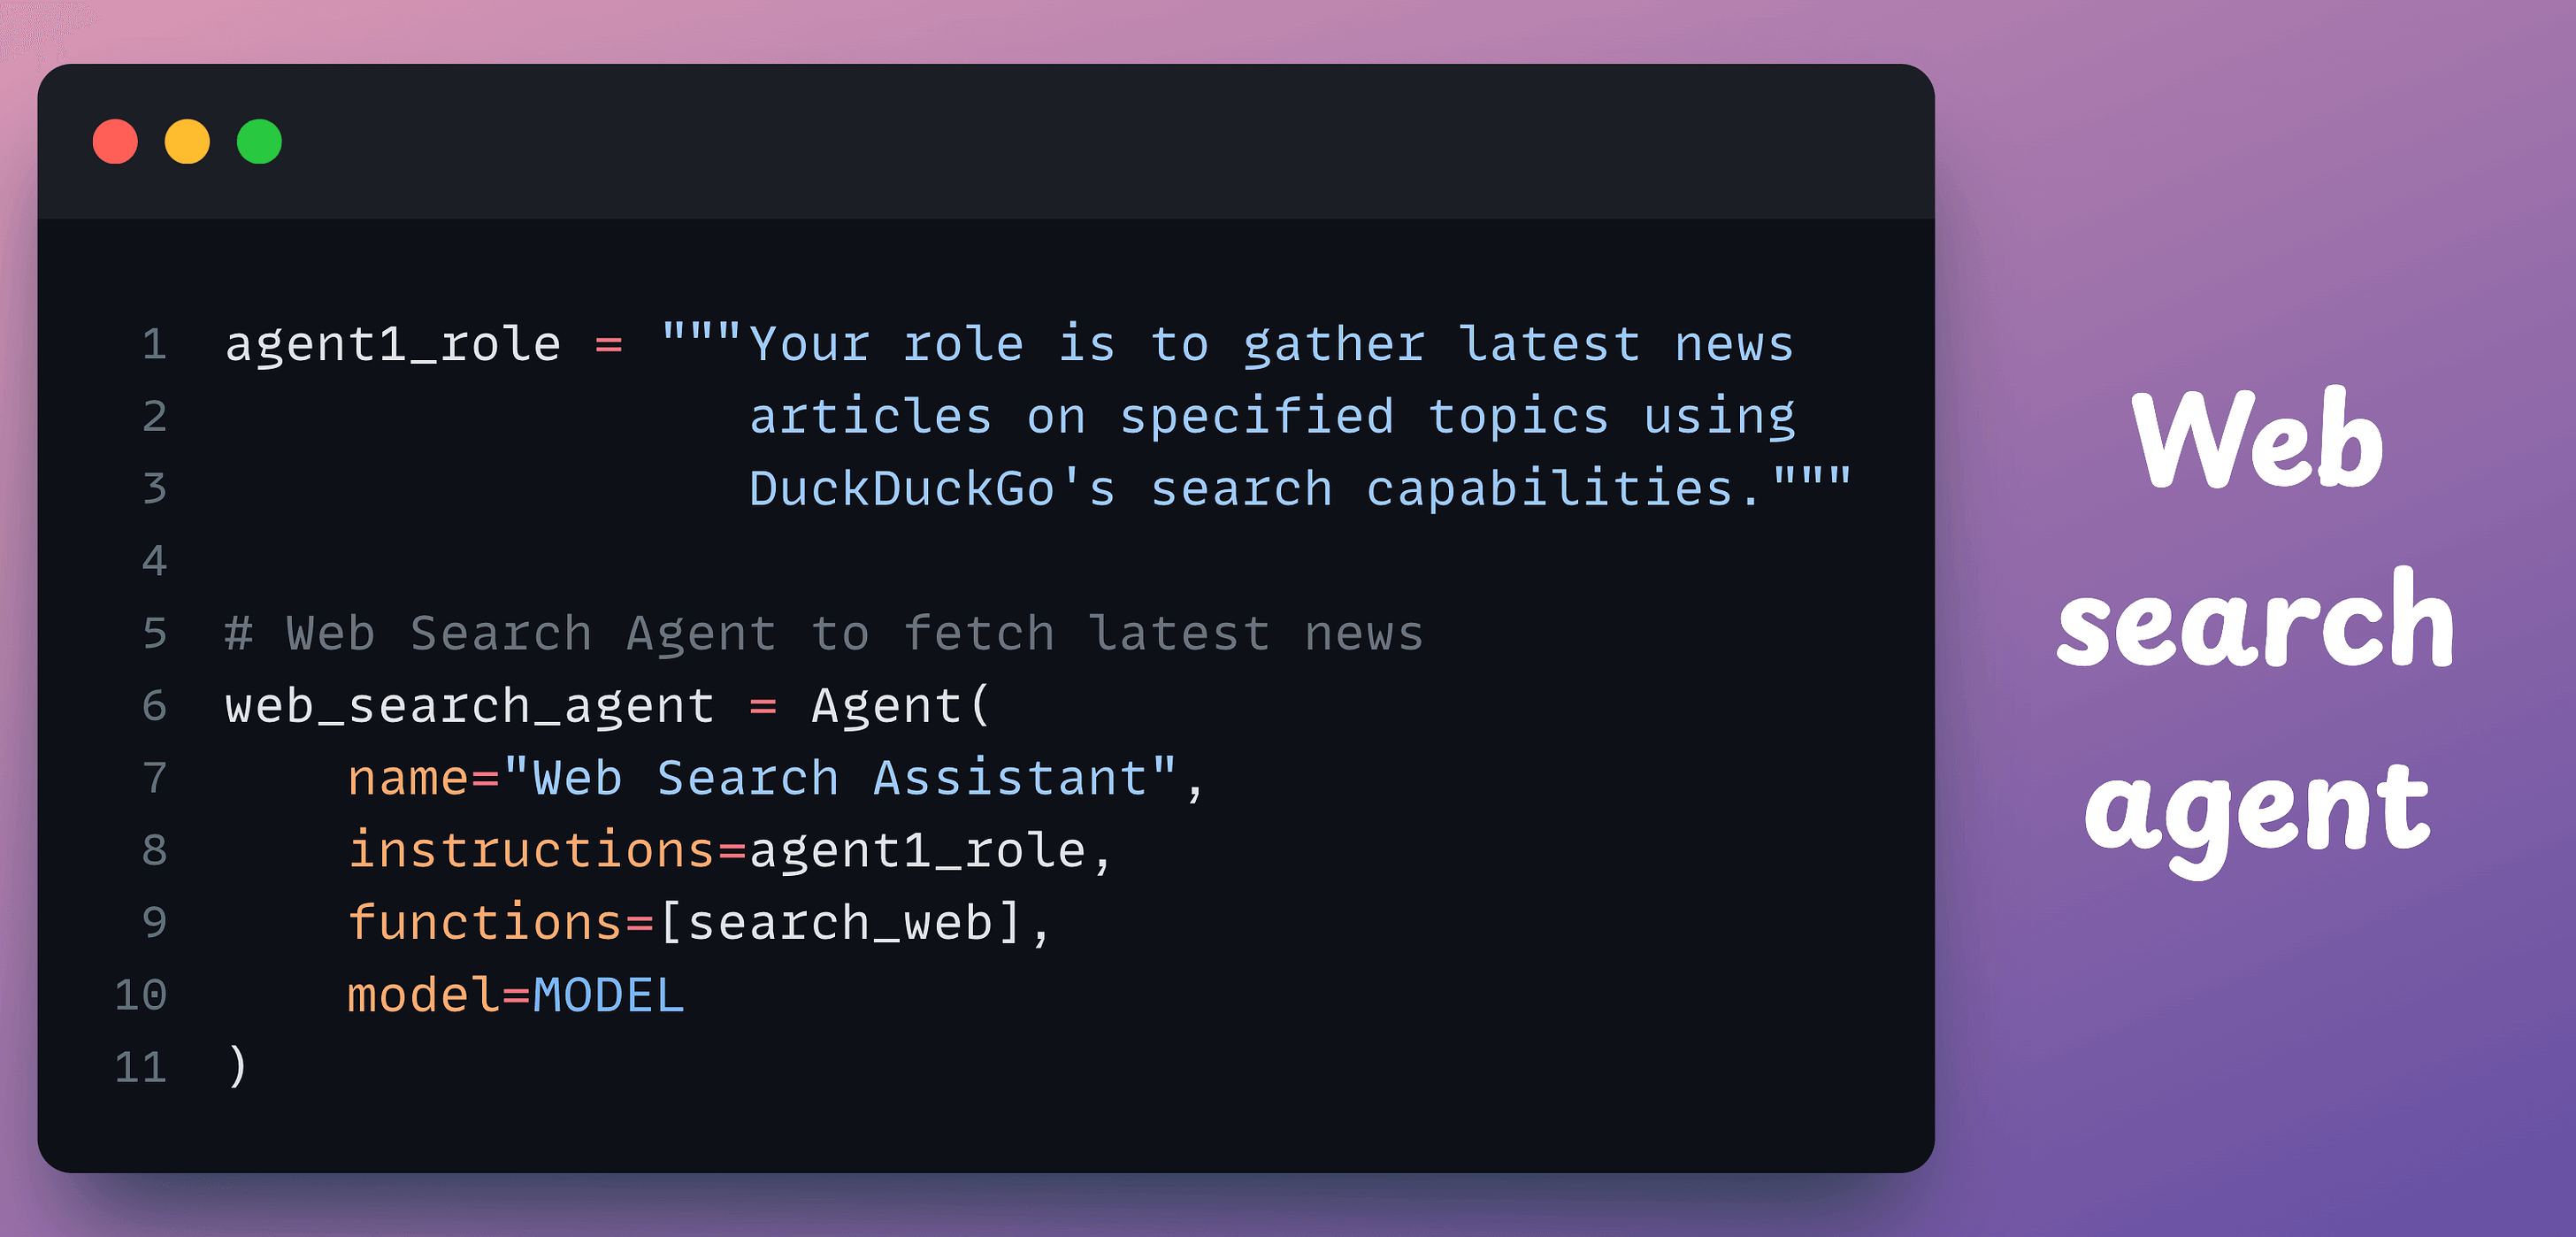 1 agent1_role = """Your role is to gather latest news
2 articles on specified topics using
3 DuckDuckGo's search capabilities."""
4
5 # Web Search Agent to fetch latest news
6 web_search_agent = Agent(
7 name="Web Search Assistant",
8 instructions=agent1_role,
9 functions=[search_web],
10 model=MODEL
11 )
Web
search
agent